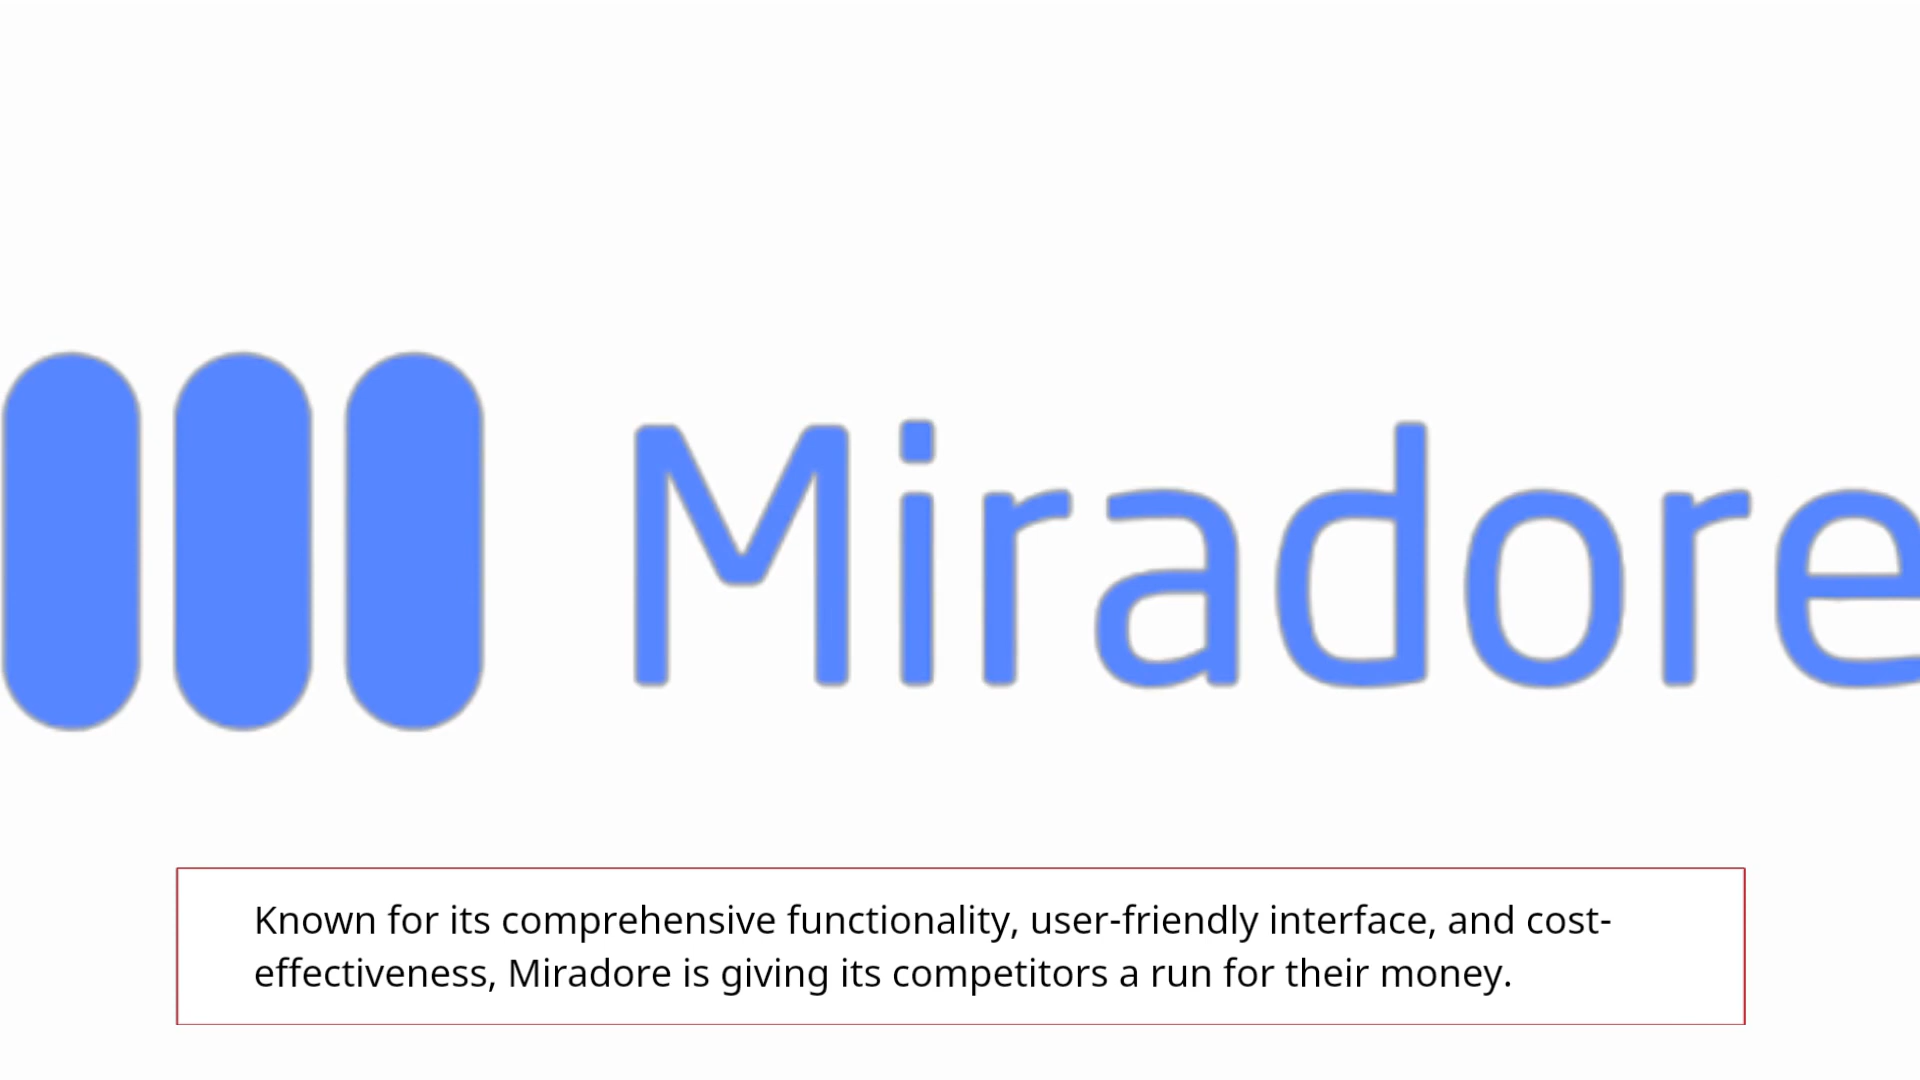 Miradore
Known for its comprehensive functionality, user-friendly interface, and cost-
effectiveness, Miradore is giving its competitors a run for their money.